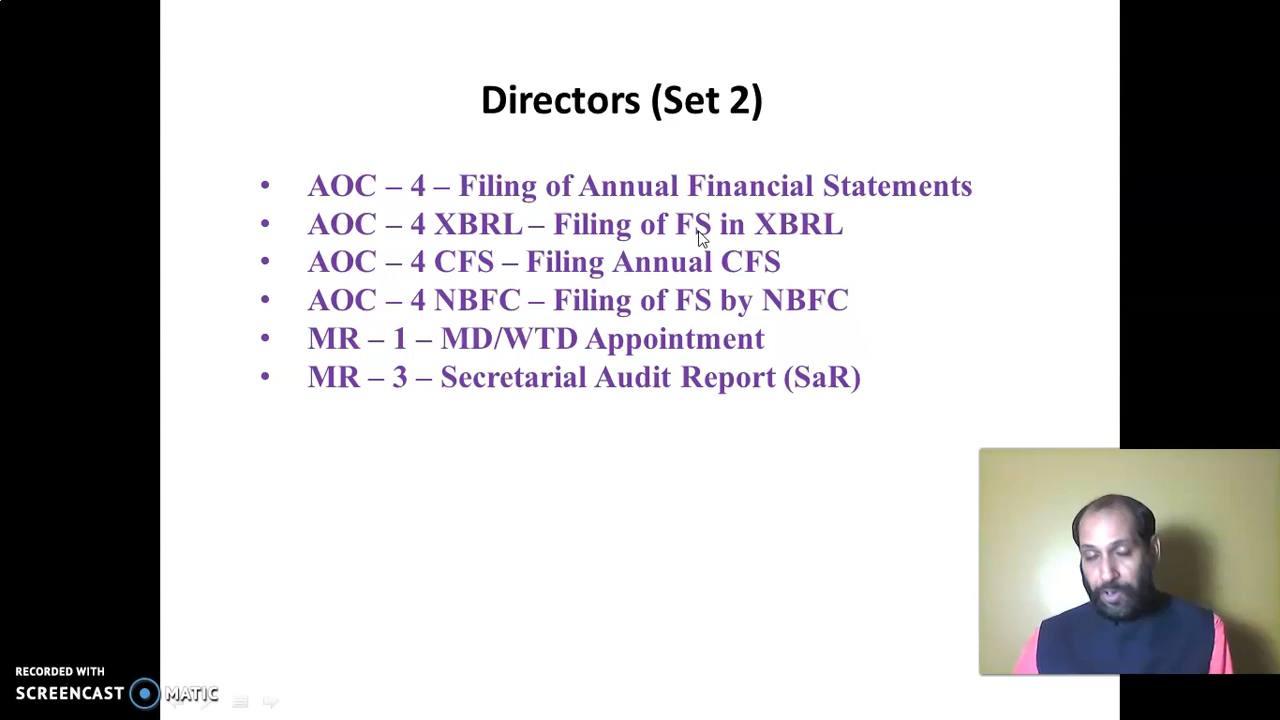 Directors (Set 2)
• AOC – 4 – Filing of Annual Financial Statements
• AOC – 4 XBRL – Filing of FS in XBRL
• AOC – 4 CFS – Filing Annual CFS
• AOC – 4 NBFC – Filing of FS by NBFC
• MR – 1 – MD/WTD Appointment
• MR – 3 – Secretarial Audit Report (SaR)
RECORDED WITH
SCREENCAST MATIC